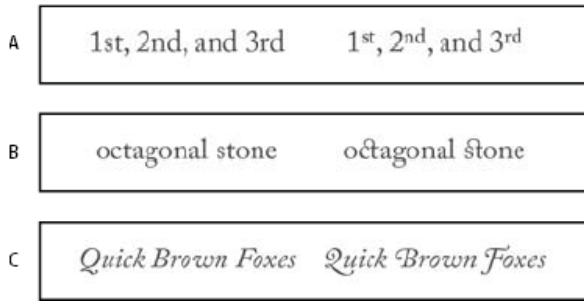 A 1st, 2nd, and 3rd 1ˢᵗ, 2ⁿᵈ, and 3ʳᵈ
B octagonal stone octagonal stone
C Quick Brown Foxes Quick Brown Foxes